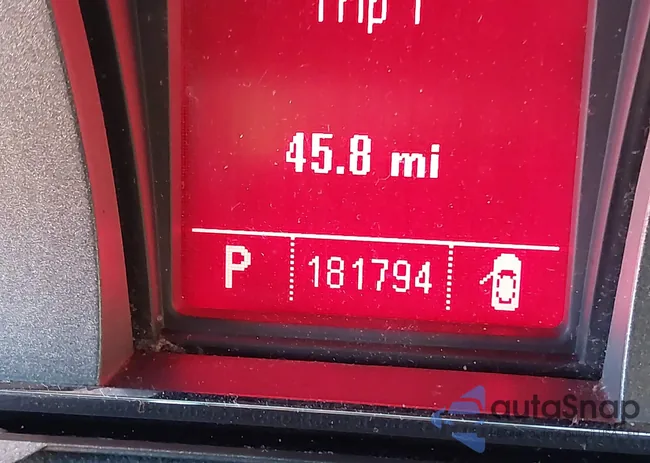 Trip 1
45.8 mi
P 181794
autoSnap